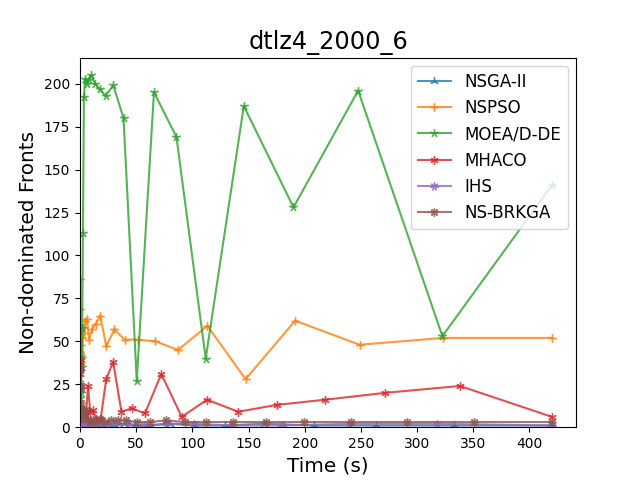 dtlz4_2000_6
Non-dominated Fronts
200
175
150
125
100
75
50
25
0
0 50 100 150 200 250 300 350 400
Time (s)
NSGA-II
NSPSO
MOEA/D-DE
MHACO
IHS
NS-BRKGA